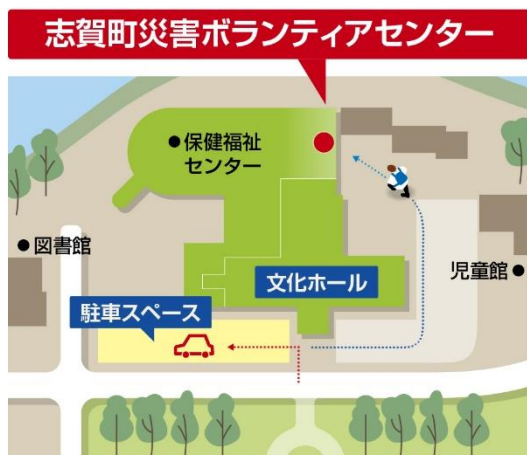 志賀町災害ボランティアセンター
●保健福祉
センター
●図書館
文化ホール
児童館●
駐車スペース